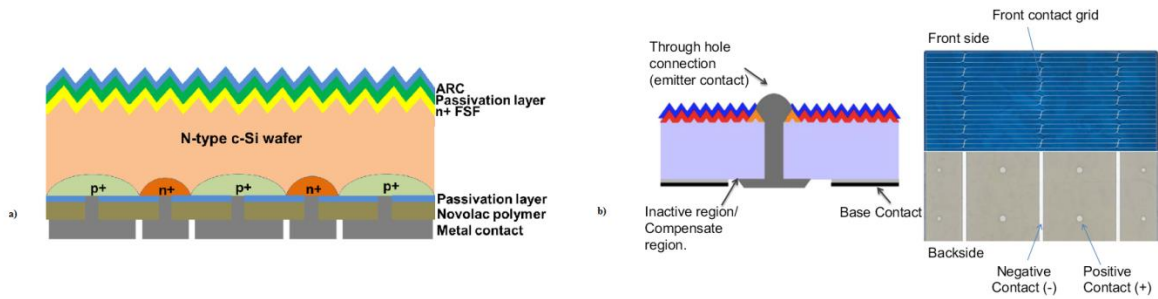 ARC
Passivation layer
n+ FSF
N-type c-Si wafer
p+
n+
p+
n+
p+
Passivation layer
Novolac polymer
Metal contact
a)
Through hole
connection
(emitter contact)
Inactive region/
Compensate
region.
Base Contact
b)
Front contact grid
Front side
Backside
Negative
Contact (-)
Positive
Contact (+)